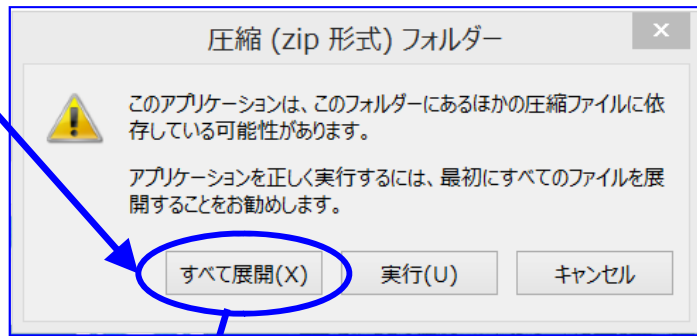 圧縮 (zip 形式) フォルダー
このアプリケーションは、このフォルダーにあるほかの圧縮ファイルに依
存している可能性があります。
アプリケーションを正しく実行するには、最初にすべてのファイルを展
開することをお勧めします。
すべて展開(X) 実行(U) キャンセル